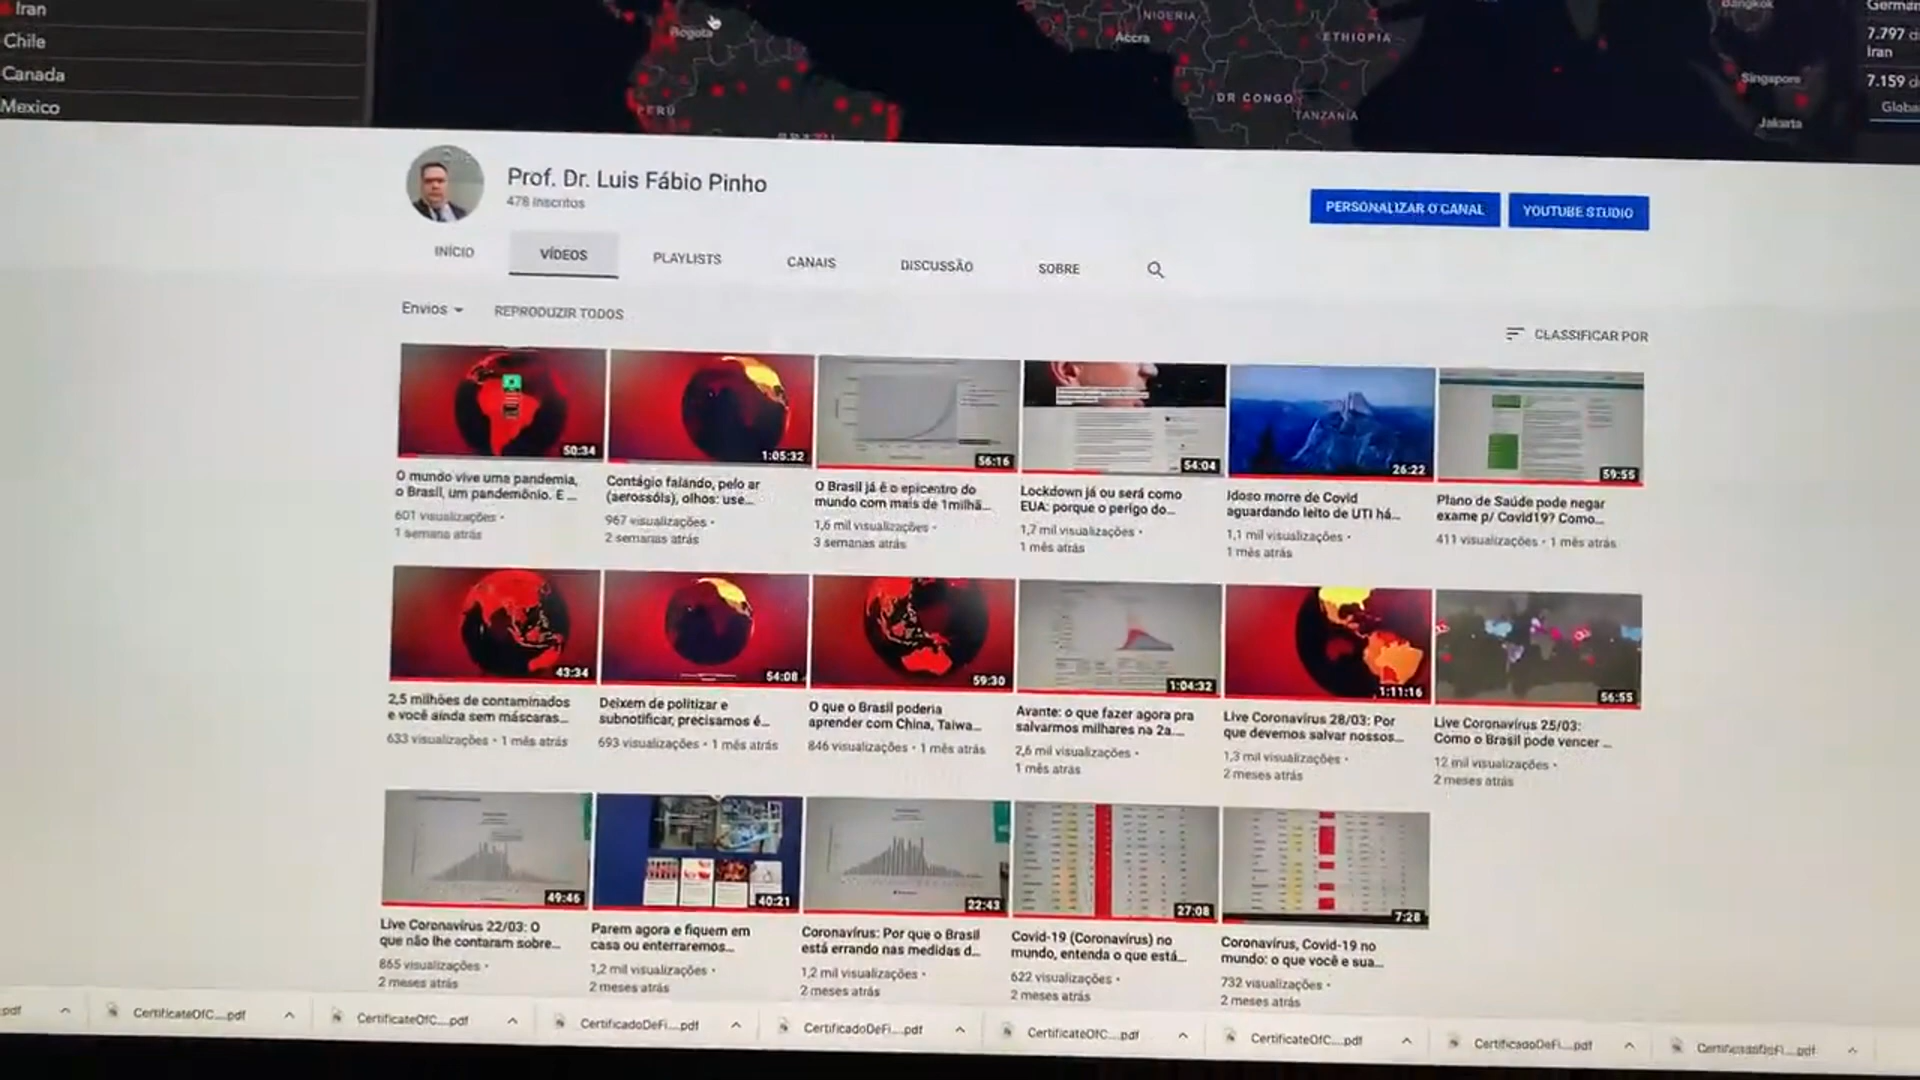 Iran
Chile
Canada
Mexico
Bogota
PERU
NIGERIA
Accra
ETHIOPIA
DR CONGO
TANZANIA
Bangkok
Singapore
Jakarta
German
7.797 d
Iran
7.159 d
Globa
Prof. Dr. Luis Fábio Pinho
478 inscritos
PERSONALIZAR O CANAL
YOUTUBE STUDIO
INÍCIO
VÍDEOS
PLAYLISTS
CANAIS
DISCUSSÃO
SOBRE
Envios
REPRODUZIR TODOS
CLASSIFICAR POR
50:34
1:05:32
56:16
54:04
26:22
59:55
O mundo vive uma pandemia,
o Brasil, um pandemônio. E ...
601 visualizações •
1 semana atrás
Contágio falando, pelo ar
(aerossóis), olhos: use...
967 visualizações •
2 semanas atrás
O Brasil já é o epicentro do
mundo com mais de 1milhã...
1,6 mil visualizações •
3 semanas atrás
Lockdown já ou será como
EUA: porque o perigo do...
1,7 mil visualizações •
1 mês atrás
Idoso morre de Covid
aguardando leito de UTI há...
1,1 mil visualizações •
1 mês atrás
Plano de Saúde pode negar
exame p/ Covid19? Como...
411 visualizações • 1 mês atrás
43:34
54:08
59:30
1:04:32
1:11:16
56:55
2,5 milhões de contaminados
e você ainda sem máscaras...
633 visualizações • 1 mês atrás
Deixem de politizar e
subnotificar, precisamos é...
693 visualizações • 1 mês atrás
O que o Brasil poderia
aprender com China, Taiwa...
846 visualizações • 1 mês atrás
Avante: o que fazer agora pra
salvarmos milhares na 2a....
2,6 mil visualizações •
1 mês atrás
Live Coronavírus 28/03: Por
que devemos salvar nossos...
1,3 mil visualizações •
2 meses atrás
Live Coronavírus 25/03:
Como o Brasil pode vencer ...
12 mil visualizações •
2 meses atrás
49:46
40:21
22:43
27:08
7:28
Live Coronavírus 22/03: O
que não lhe contaram sobre...
865 visualizações •
2 meses atrás
Parem agora e fiquem em
casa ou enterraremos...
1,2 mil visualizações •
2 meses atrás
Coronavírus: Por que o Brasil
está errando nas medidas d...
1,2 mil visualizações •
2 meses atrás
Covid-19 (Coronavírus) no
mundo, entenda o que está...
622 visualizações •
2 meses atrás
Coronavírus, Covid-19 no
mundo: o que você e sua...
732 visualizações •
2 meses atrás
.pdf
CertificateOfC....pdf
CertificateOfC....pdf
CertificadoDeFi....pdf
CertificadoDeFi....pdf
CertificateOfC....pdf
CertificateOfC....pdf
CertificadoDeFi....pdf
CertificadoDeFi....pdf